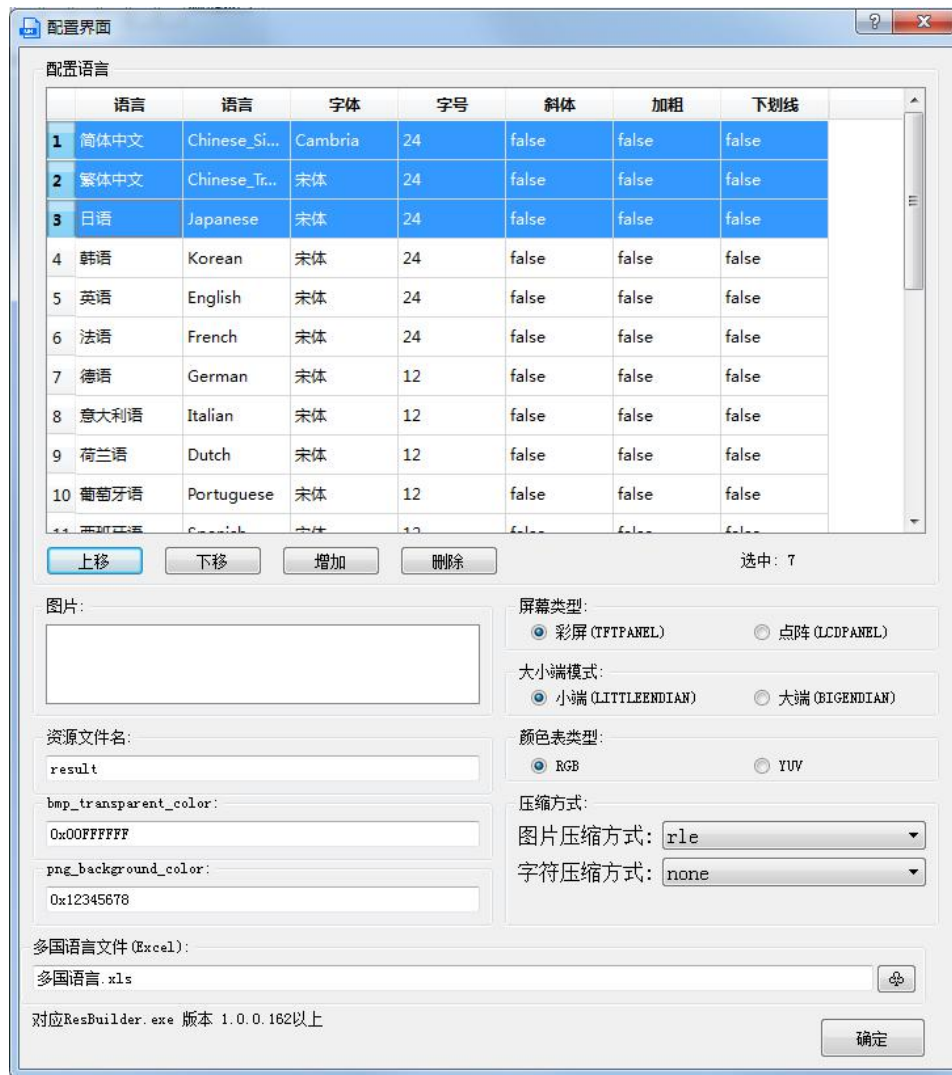 配置界面
配置语言
语言 语言 字体 字号 斜体 加粗 下划线
1 简体中文 Chinese_Si... Cambria 24 false false false
2 繁体中文 Chinese_Tr... 宋体 24 false false false
3 日语 Japanese 宋体 24 false false false
4 韩语 Korean 宋体 24 false false false
5 英语 English 宋体 24 false false false
6 法语 French 宋体 24 false false false
7 德语 German 宋体 12 false false false
8 意大利语 Italian 宋体 12 false false false
9 荷兰语 Dutch 宋体 12 false false false
10 葡萄牙语 Portuguese 宋体 12 false false false
11 西班牙语 Spanish 宋体 12 false false false
上移 下移 增加 删除 选中: 7
图片:
屏幕类型:
彩屏(TFTPANEL) 点阵(LCDPANEL)
大小端模式:
小端(LITTLEENDIAN) 大端(BIGENDIAN)
资源文件名:
result
颜色表类型:
RGB YUV
bmp_transparent_color:
0x00FFFFFF
png_background_color:
0x12345678
压缩方式:
图片压缩方式: rle
字符压缩方式: none
多国语言文件(Excel):
多国语言.xls
对应ResBuilder.exe 版本 1.0.0.162以上
确定